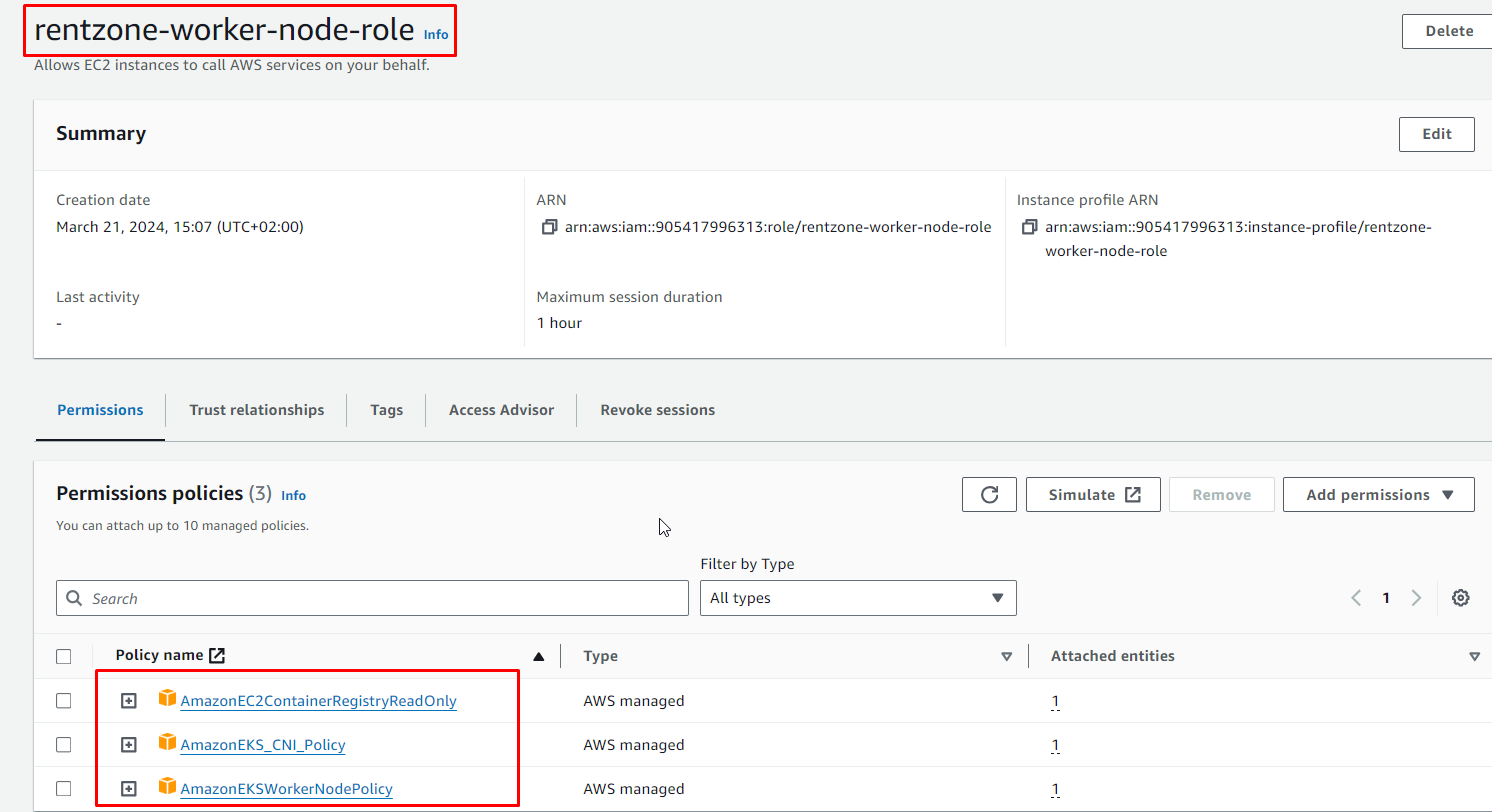 rentzone-worker-node-role Info
Delete
Allows EC2 instances to call AWS services on your behalf.
Summary
Edit
Creation date
March 21, 2024, 15:07 (UTC+02:00)
ARN
arn:aws:iam::905417996313:role/rentzone-worker-node-role
Instance profile ARN
arn:aws:iam::905417996313:instance-profile/rentzone-
worker-node-role
Last activity
-
Maximum session duration
1 hour
Permissions
Trust relationships
Tags
Access Advisor
Revoke sessions
Permissions policies (3) Info
You can attach up to 10 managed policies.
Simulate
Remove
Add permissions
Filter by Type
Search
All types
1
Policy name
Type
Attached entities
AmazonEC2ContainerRegistryReadOnly
AWS managed
1
AmazonEKS_CNI_Policy
AWS managed
1
AmazonEKSWorkerNodePolicy
AWS managed
1